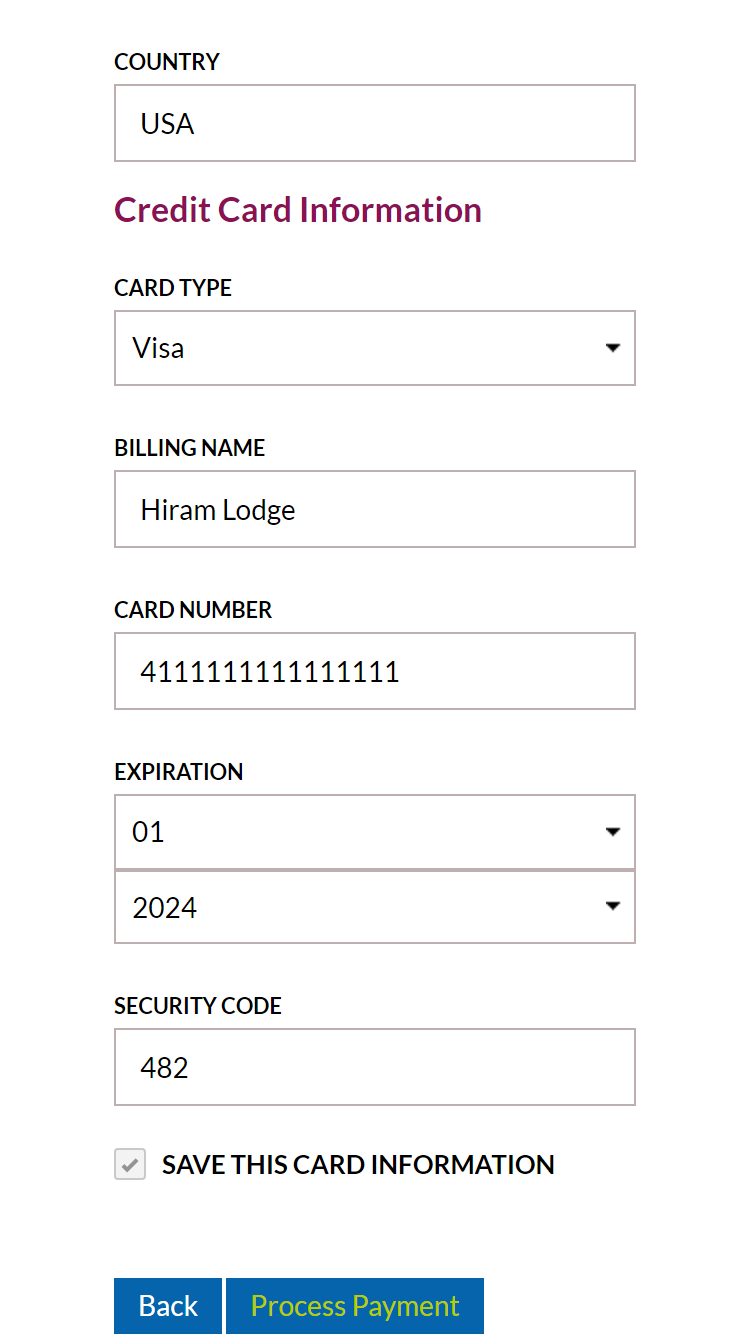 COUNTRY
USA
Credit Card Information
CARD TYPE
Visa
BILLING NAME
Hiram Lodge
CARD NUMBER
4111111111111111
EXPIRATION
01
2024
SECURITY CODE
482
SAVE THIS CARD INFORMATION
Back Process Payment